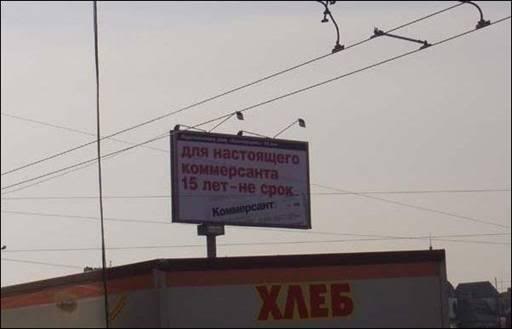 для настоящего
коммерсанта
15 лет – не срок
Коммерсантъ
ХЛЕБ